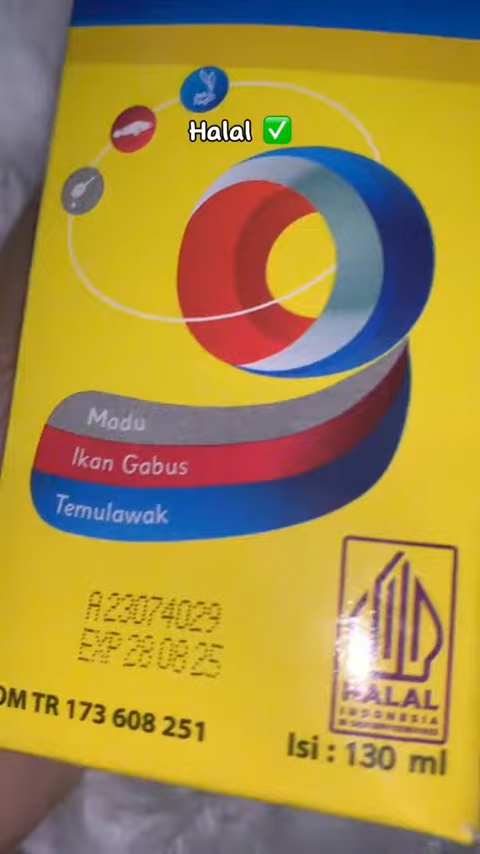 Halal ✅
Madu
Ikan Gabus
Temulawak
A23074029
EXP 28 08 25
OM TR 173 608 251
HALAL
INDONESIA
Isi : 130 ml